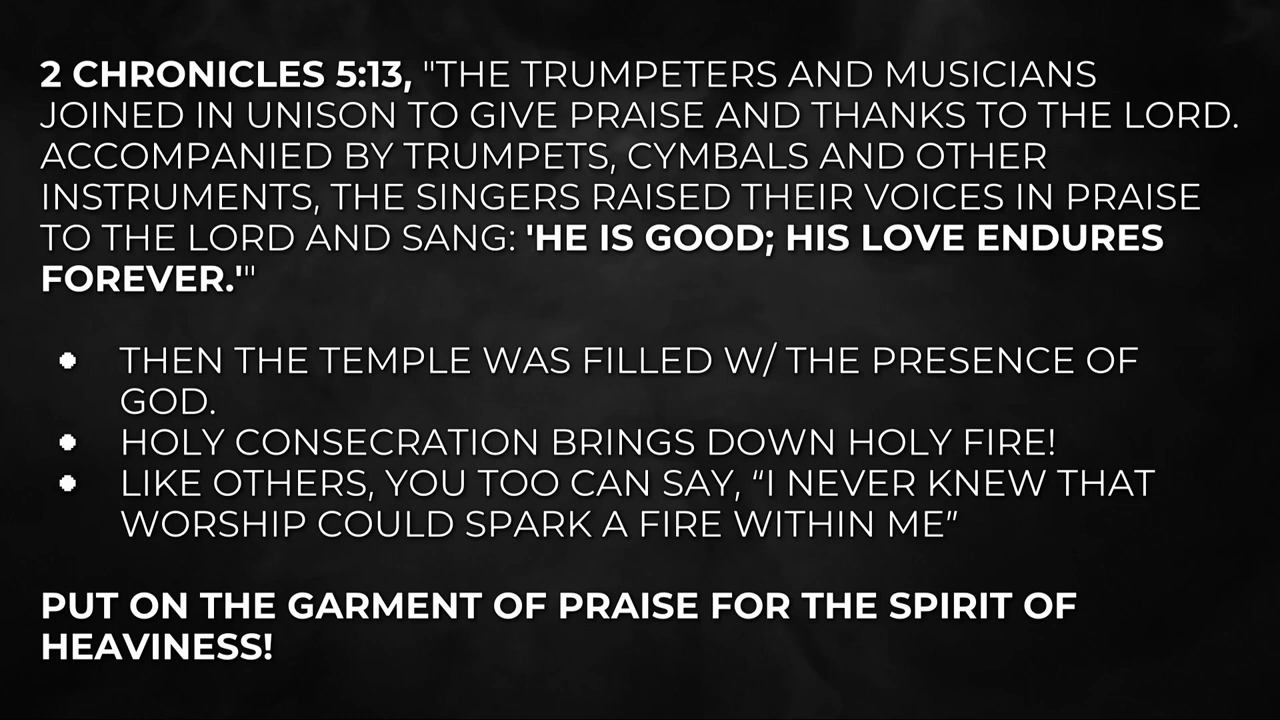 2 CHRONICLES 5:13, "THE TRUMPETERS AND MUSICIANS
JOINED IN UNISON TO GIVE PRAISE AND THANKS TO THE LORD.
ACCOMPANIED BY TRUMPETS, CYMBALS AND OTHER
INSTRUMENTS, THE SINGERS RAISED THEIR VOICES IN PRAISE
TO THE LORD AND SANG: 'HE IS GOOD; HIS LOVE ENDURES
FOREVER.'"
• THEN THE TEMPLE WAS FILLED W/ THE PRESENCE OF
GOD.
• HOLY CONSECRATION BRINGS DOWN HOLY FIRE!
• LIKE OTHERS, YOU TOO CAN SAY, “I NEVER KNEW THAT
WORSHIP COULD SPARK A FIRE WITHIN ME”
PUT ON THE GARMENT OF PRAISE FOR THE SPIRIT OF
HEAVINESS!